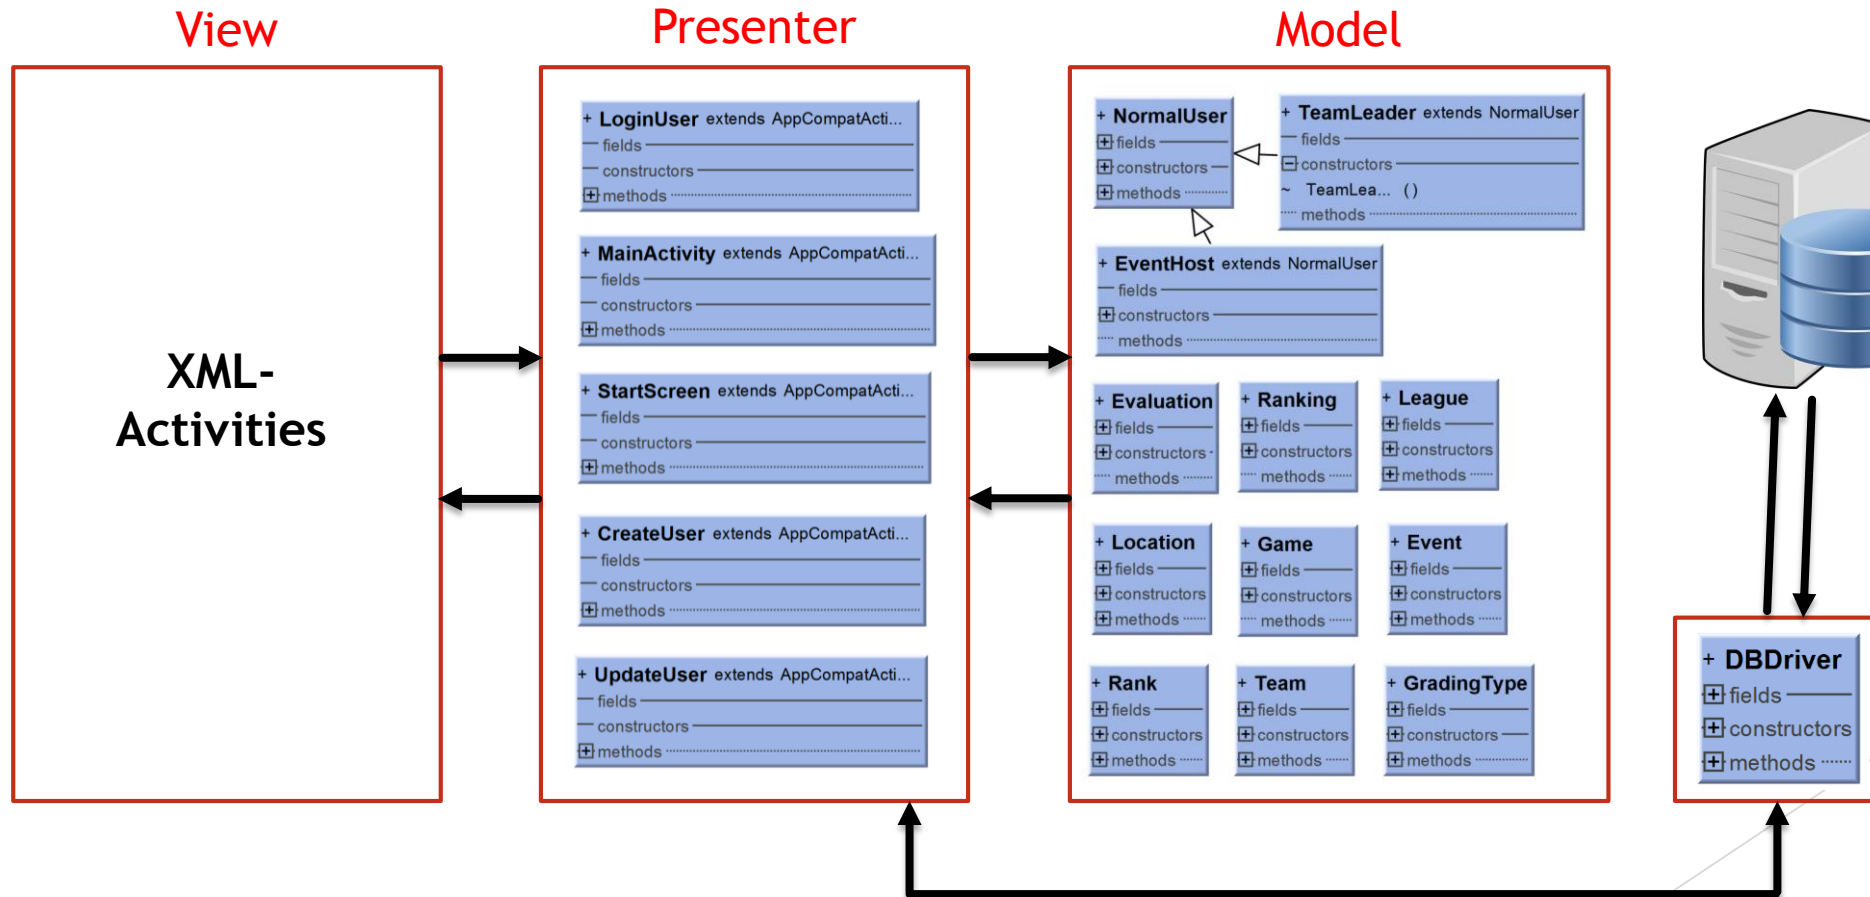 View
Presenter
Model
XML-
Activities
+ LoginUser extends AppCompatActi...
fields
constructors
+ methods
+ MainActivity extends AppCompatActi...
fields
constructors
+ methods
+ StartScreen extends AppCompatActi...
fields
constructors
+ methods
+ CreateUser extends AppCompatActi...
fields
constructors
+ methods
+ UpdateUser extends AppCompatActi...
fields
constructors
+ methods
+ NormalUser
+ fields
+ constructors
+ methods
+ TeamLeader extends NormalUser
fields
- constructors
~ TeamLea... ()
methods
+ EventHost extends NormalUser
fields
+ constructors
methods
+ Evaluation
+ fields
+ constructors
methods
+ Ranking
+ fields
+ constructors
methods
+ League
+ fields
+ constructors
+ methods
+ Location
+ fields
+ constructors
+ methods
+ Game
+ fields
+ constructors
methods
+ Event
+ fields
+ constructors
+ methods
+ Rank
+ fields
+ constructors
+ methods
+ Team
+ fields
+ constructors
+ methods
+ GradingType
+ fields
+ constructors
+ methods
+ DBDriver
+ fields
+ constructors
+ methods